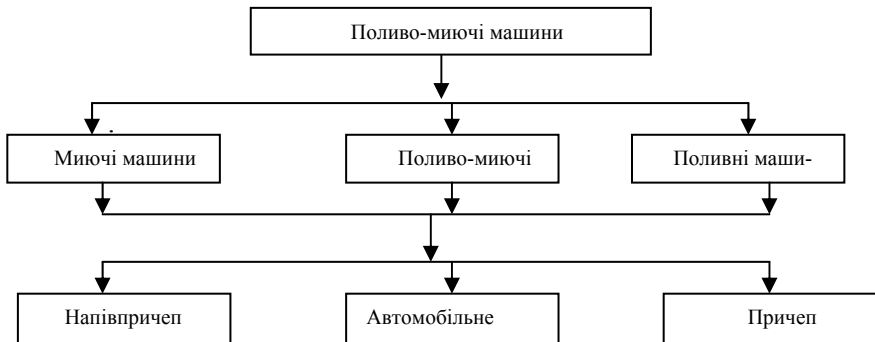 Поливо-миючі машини
Миючі машини
Поливо-миючі
Поливні маши-
Напівпричеп
Автомобільне
Причеп